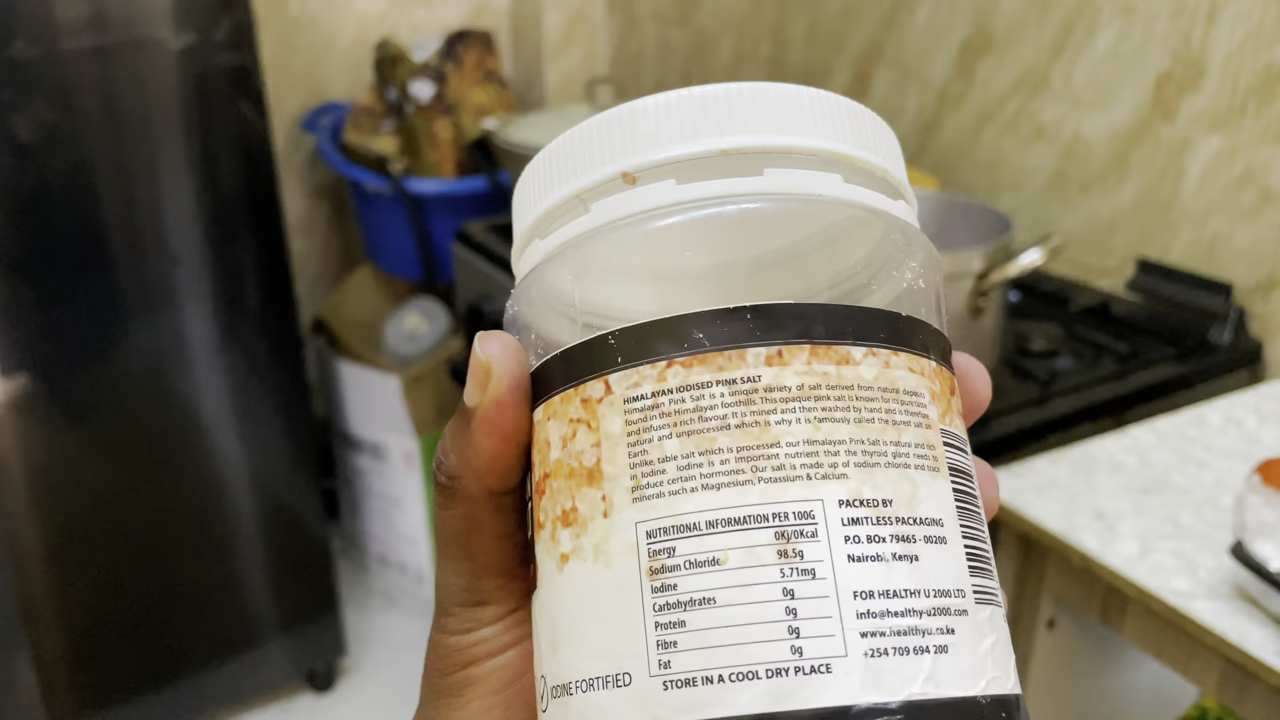 HIMALAYAN IODISED PINK SALT
Himalayan Pink Salt is a unique variety of salt derived from natural deposits
found in the Himalayan foothills. This opaque pink salt is known for its pure taste
and infuses a rich flavour. It is mined and then washed by hand and is therefore
natural and unprocessed which is why it is famously called the purest salt on
Earth.
Unlike, table salt which is processed, our Himalayan Pink Salt is natural and rich
in Iodine. Iodine is an important nutrient that the thyroid gland needs to
produce certain hormones. Our salt is made up of sodium chloride and trace
minerals such as Magnesium, Potassium & Calcium.
NUTRITIONAL INFORMATION PER 100G
Energy 0Kj/0Kcal
Sodium Chloride 98.5g
Iodine 5.71mg
Carbohydrates 0g
Protein 0g
Fibre 0g
Fat 0g
STORE IN A COOL DRY PLACE
IODINE FORTIFIED
PACKED BY
LIMITLESS PACKAGING
P.O. BOx 79465 - 00200
Nairobi, Kenya
FOR HEALTHY U 2000 LTD
info@healthy-u2000.com
www.healthyu.co.ke
+254 709 694 200